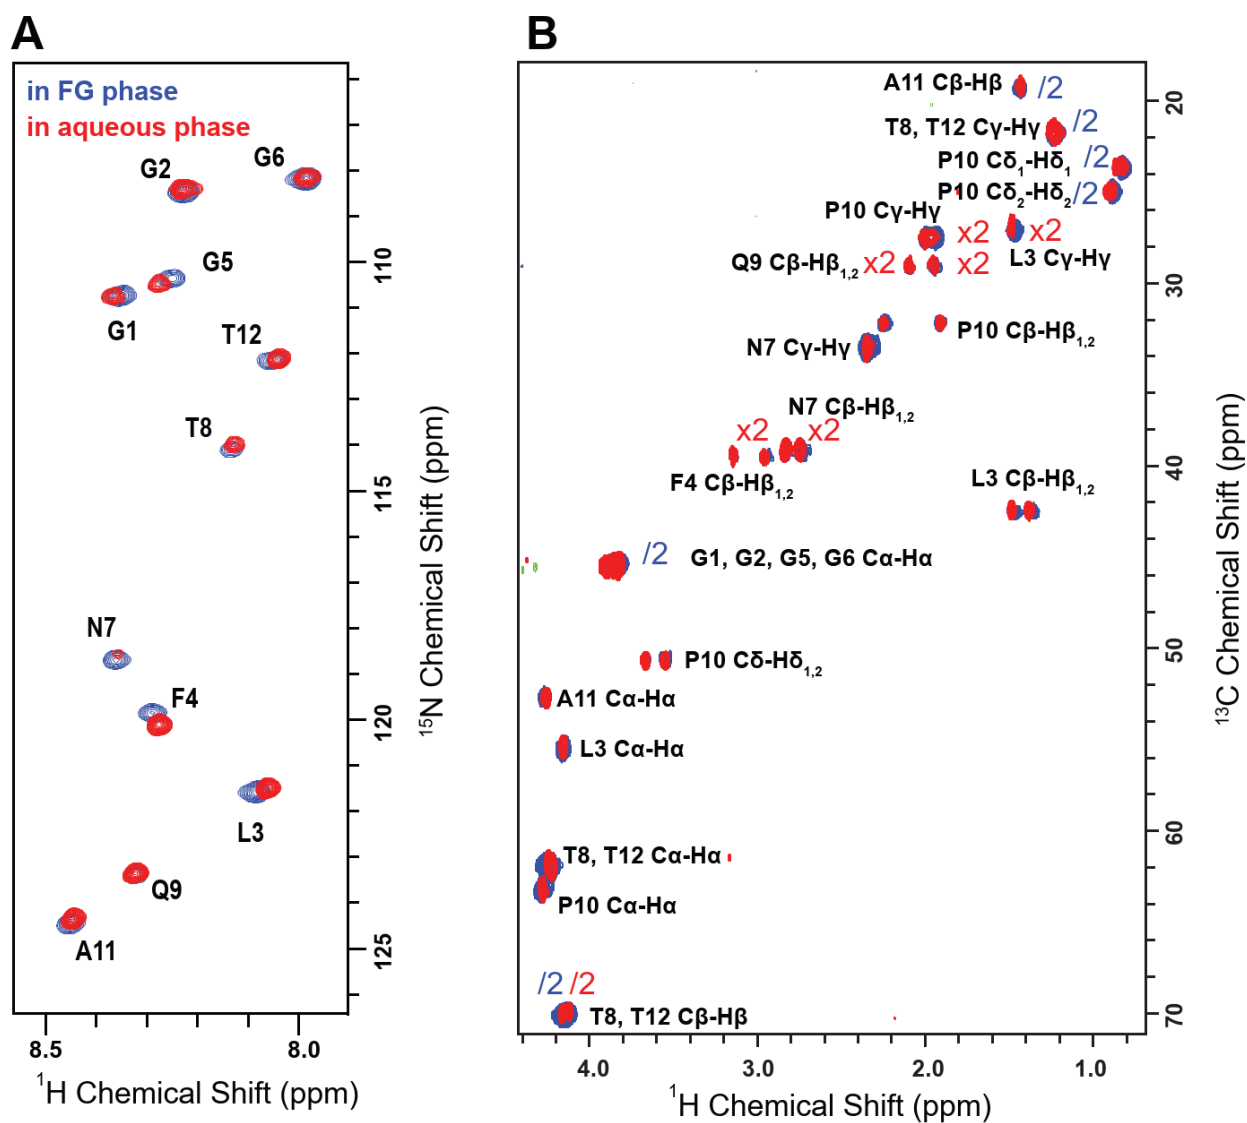 A
in FG phase
in aqueous phase
G2
G6
G5
G1
T12
T8
N7
F4
L3
Q9
A11
110
115
120
125
¹⁵N Chemical Shift (ppm)
8.5
8.0
¹H Chemical Shift (ppm)
B
A11 Cβ-Hβ /2
T8, T12 Cγ-Hγ /2
P10 Cδ₁-Hδ₁ /2
P10 Cδ₂-Hδ₂ /2
P10 Cγ-Hγ
x2
x2
L3 Cγ-Hγ
Q9 Cβ-Hβ₁,₂ x2
x2
P10 Cβ-Hβ₁,₂
N7 Cγ-Hγ
N7 Cβ-Hβ₁,₂
x2
x2
F4 Cβ-Hβ₁,₂
L3 Cβ-Hβ₁,₂
/2 G1, G2, G5, G6 Cα-Hα
P10 Cδ-Hδ₁,₂
A11 Cα-Hα
L3 Cα-Hα
T8, T12 Cα-Hα
P10 Cα-Hα
/2 /2
T8, T12 Cβ-Hβ
20
30
40
50
60
70
¹³C Chemical Shift (ppm)
4.0
3.0
2.0
1.0
¹H Chemical Shift (ppm)